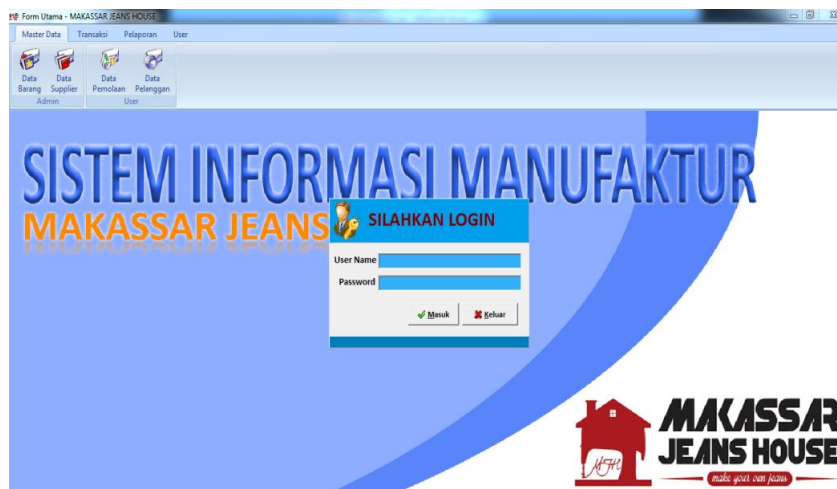 Form Utama - MAKASSAR JEANS HOUSE
Master Data Transaksi Pelaporan User
Data Barang Data Supplier Data Pemolaan Data Pelanggan
Admin User
SISTEM INFORMASI MANUFAKTUR
MAKASSAR JEANS
SILAHKAN LOGIN
User Name
Password
Masuk Keluar
MAKASSAR
JEANS HOUSE
MJH
make your own jeans